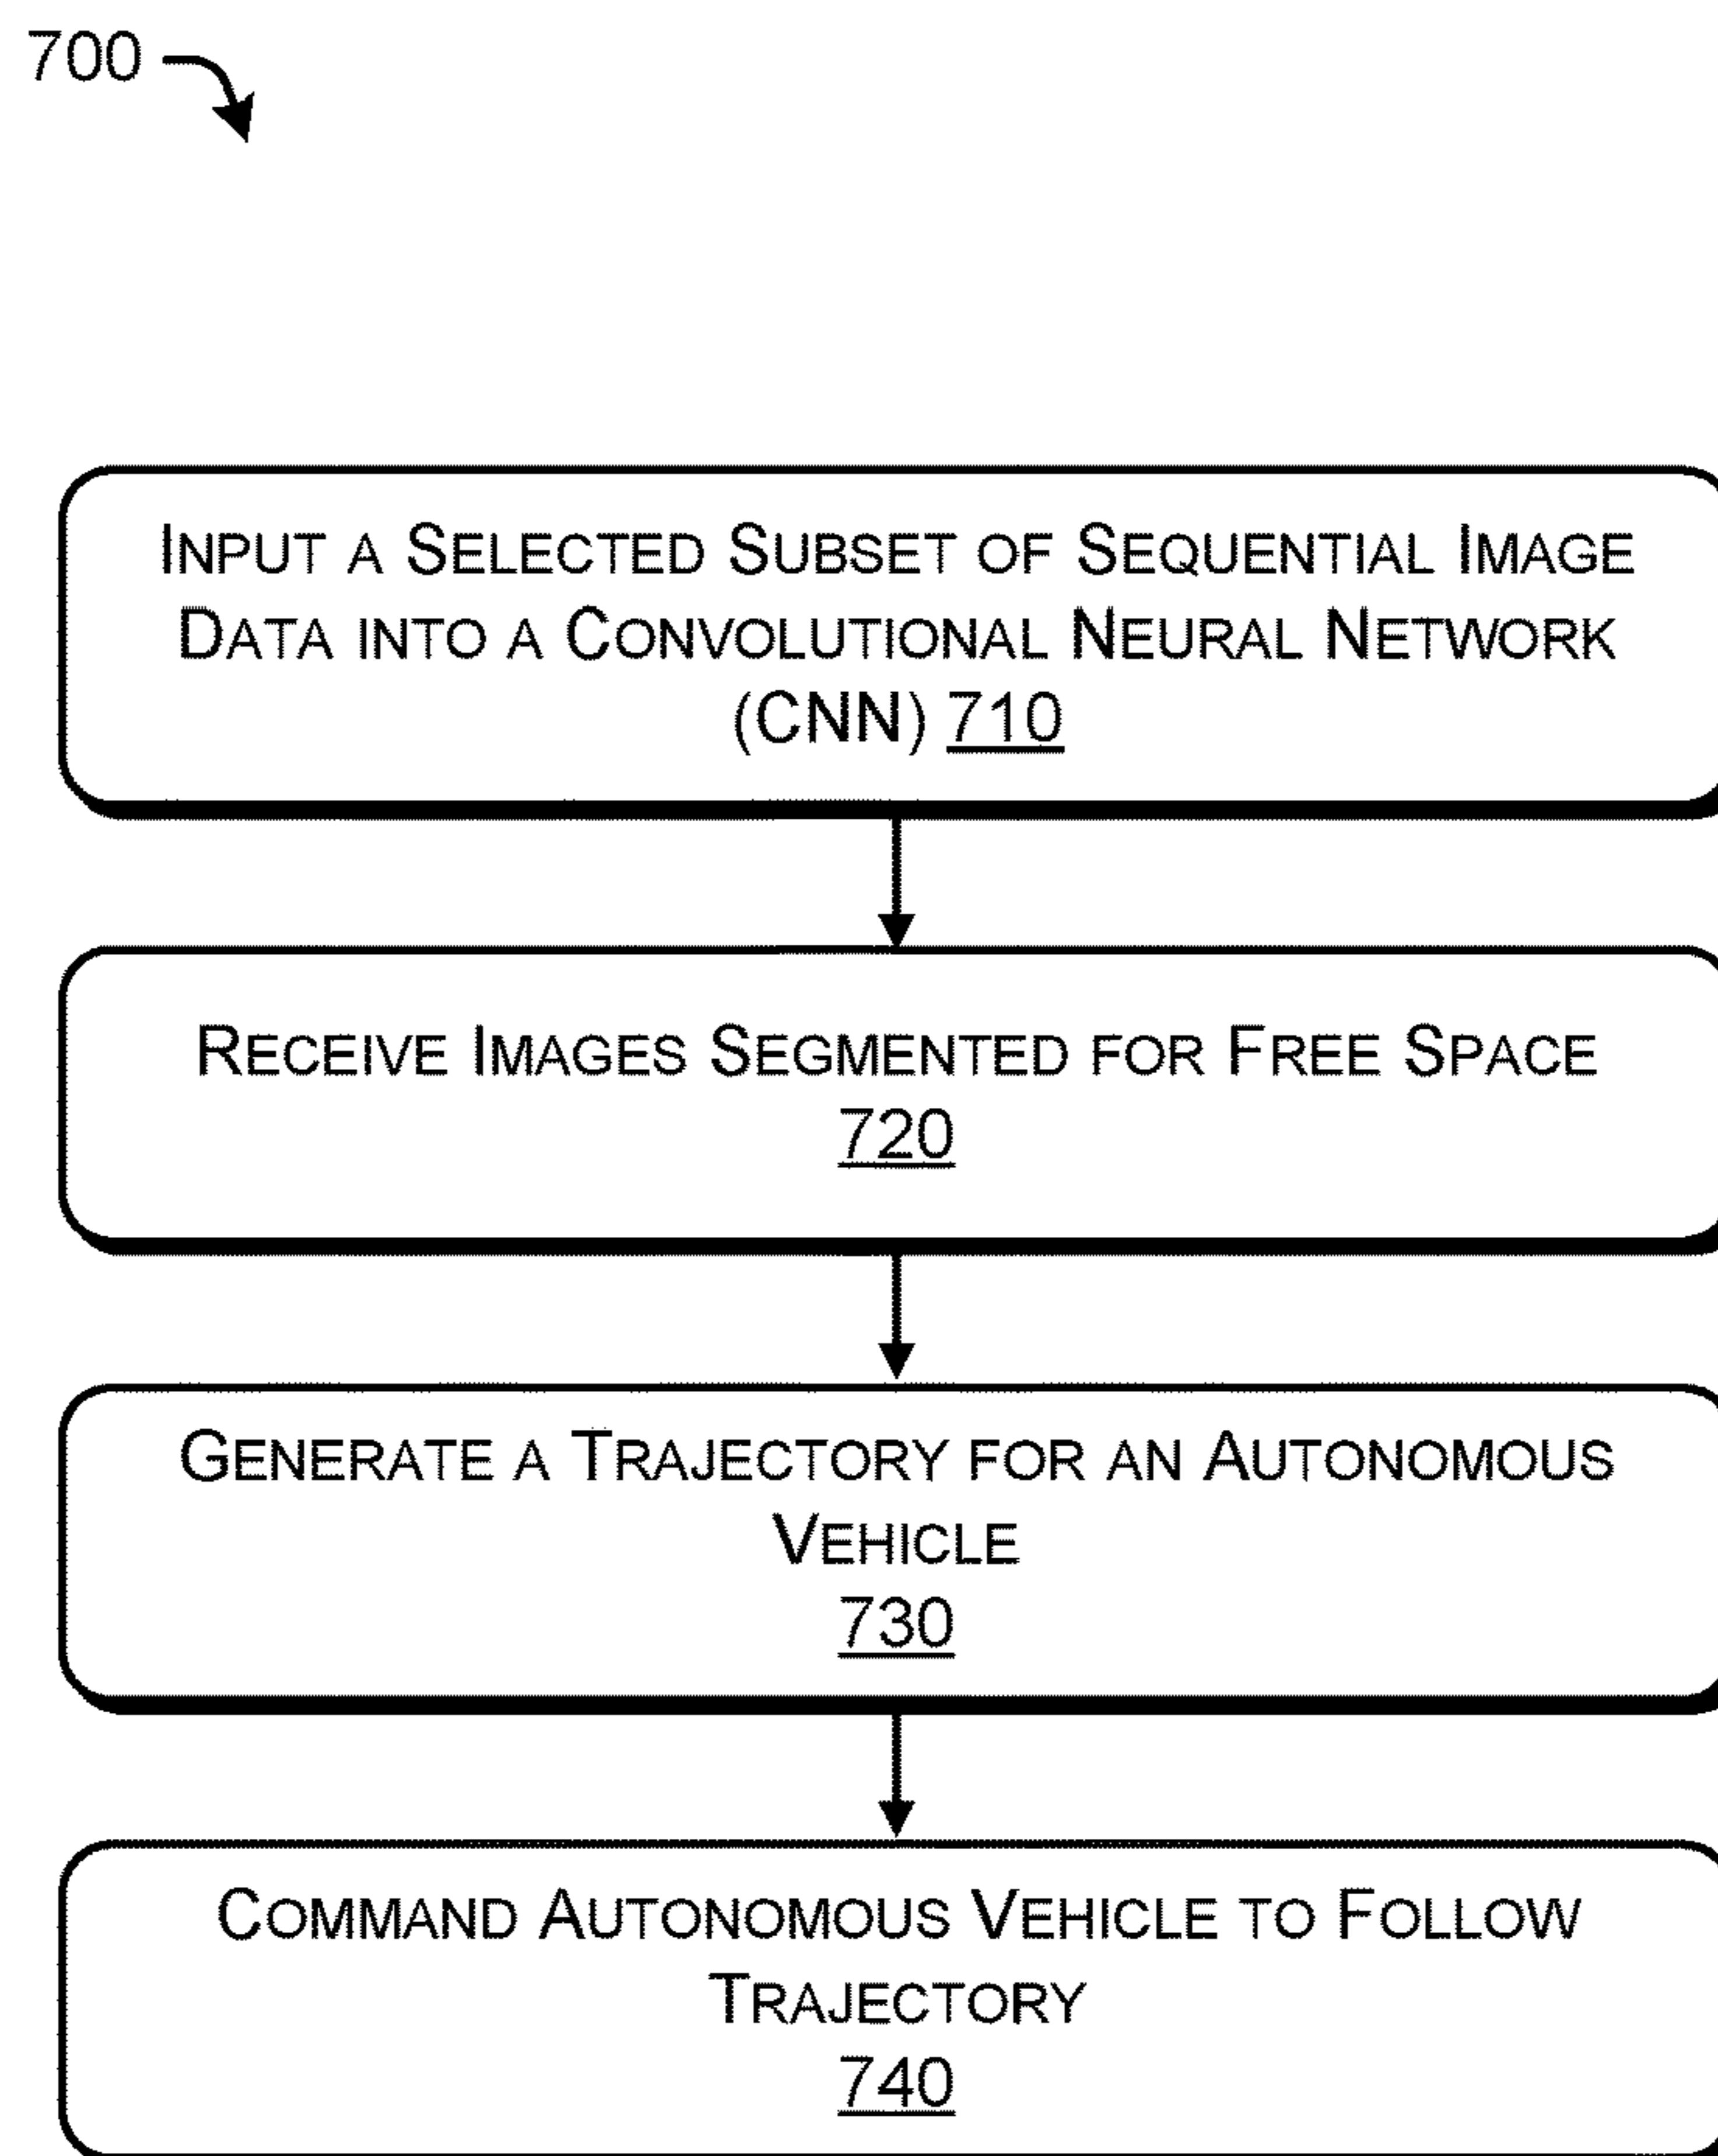 700
INPUT A SELECTED SUBSET OF SEQUENTIAL IMAGE
DATA INTO A CONVOLUTIONAL NEURAL NETWORK
(CNN) 710
RECEIVE IMAGES SEGMENTED FOR FREE SPACE
720
GENERATE A TRAJECTORY FOR AN AUTONOMOUS
VEHICLE
730
COMMAND AUTONOMOUS VEHICLE TO FOLLOW
TRAJECTORY
740